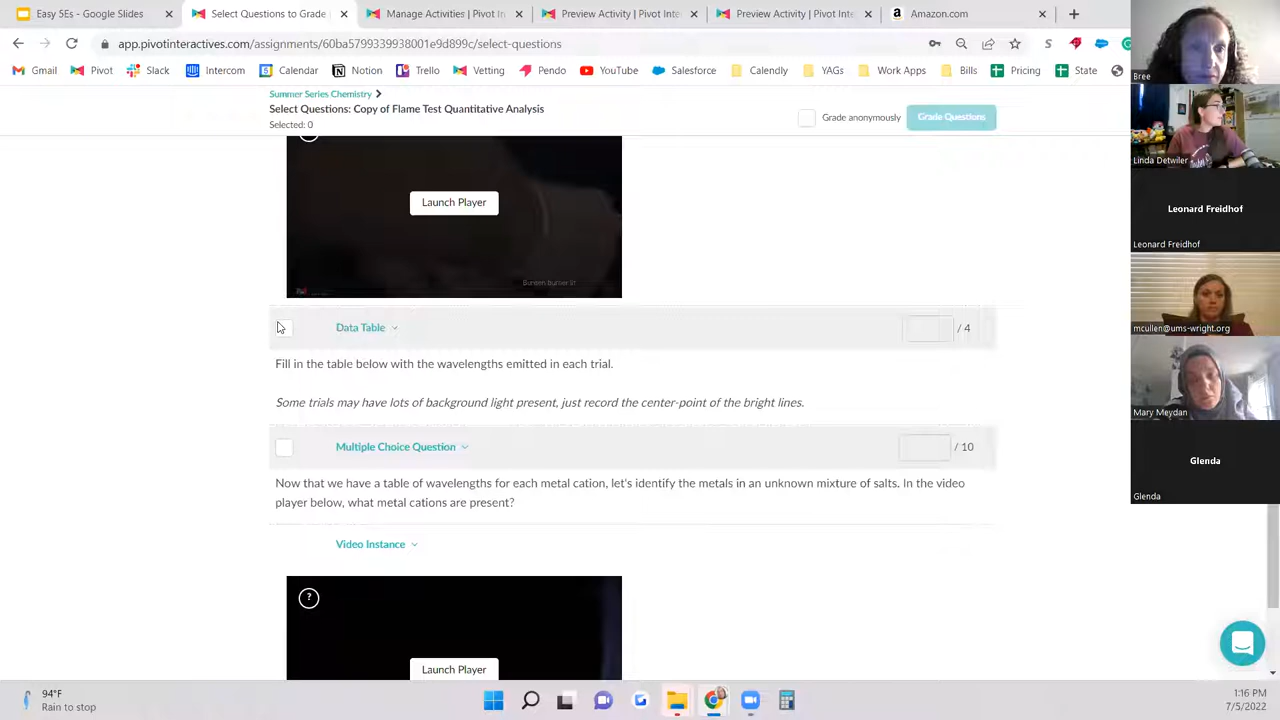 Easy SEs - Google Slides
Select Questions to Grade
Managing Activities | Pivot Inter
Preview Activity | Pivot Inte
Preview Activity | Pivot Inte
Amazon.com
app.pivotinteractives.com/assignments/60ba579939938000
Gmail
Pivot
Slack
Intercom
Calendar
Notion
Trello
Vetting
Pendo
YouTube
Salesforce
Calendly
YAGs
Work Apps
Bills
Pricing
State
Summer Series Chemistry
Select Questions: Copy of Flame Test Quantitative Analysis
Selected: 0
Grade anonymously
Grade Questions
Launch Player
Data Table
/ 4
Fill in the table below with the wavelengths emitted in each trial.
Some trials may have lots of background light present, just record the center-point of the bright lines.
Multiple Choice Question
/ 10
Now that we have a table of wavelengths for each metal cation, let's identify the metals in an unknown mixture of salts. In the video
player below, what metal cations are present?
Video Instance
?
Launch Player
Bree
Linda Detwiler
Leonard Freidhof
Leonard Freidhof
mcullen@ums-wright.org
Mary Meydan
Glenda
Glenda
94°F
Rain to stop
1:16 PM
7/5/2022